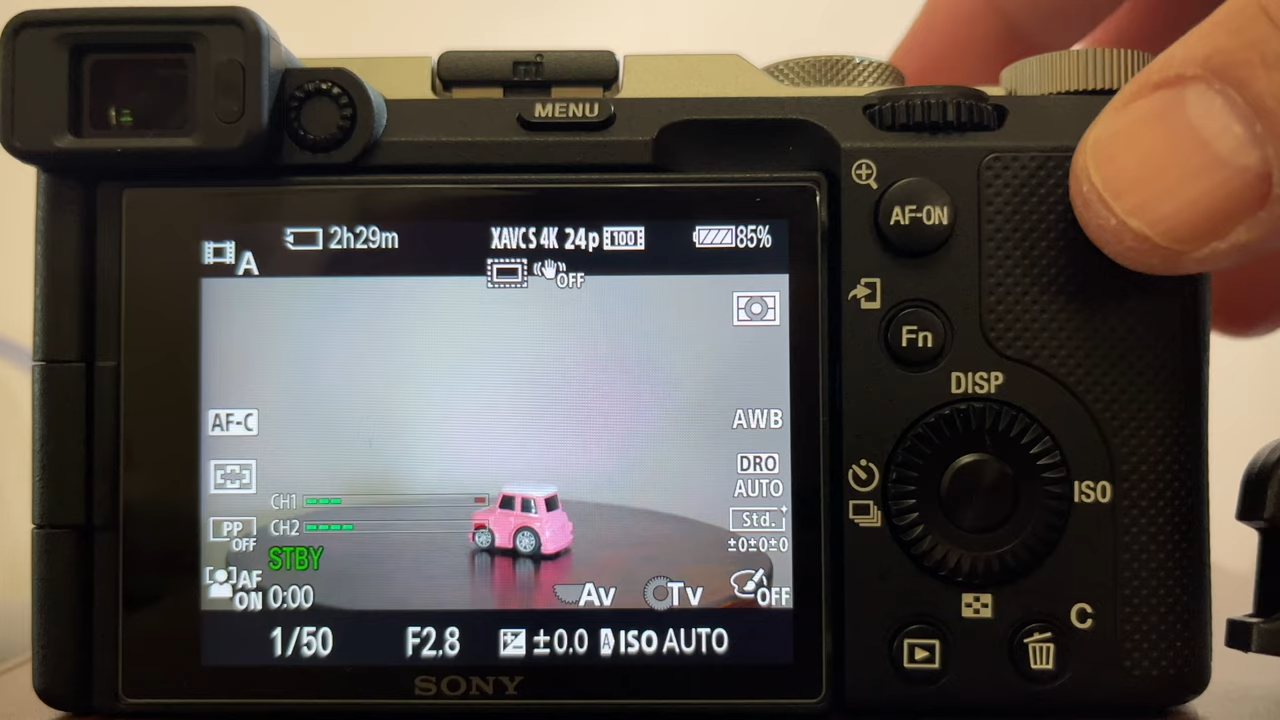 mi
MENU
AF-ON
2h29m
XAVC S 4K 24p 100
85%
A
OFF
Fn
DISP
AF-C
AWB
DRO
AUTO
CH1
CH2
Std.
ISO
PP
OFF
STBY
±0±0±0
AF
ON
0:00
Av
Tv
OFF
C
1/50
F2.8
±0.0
A ISO AUTO
SONY